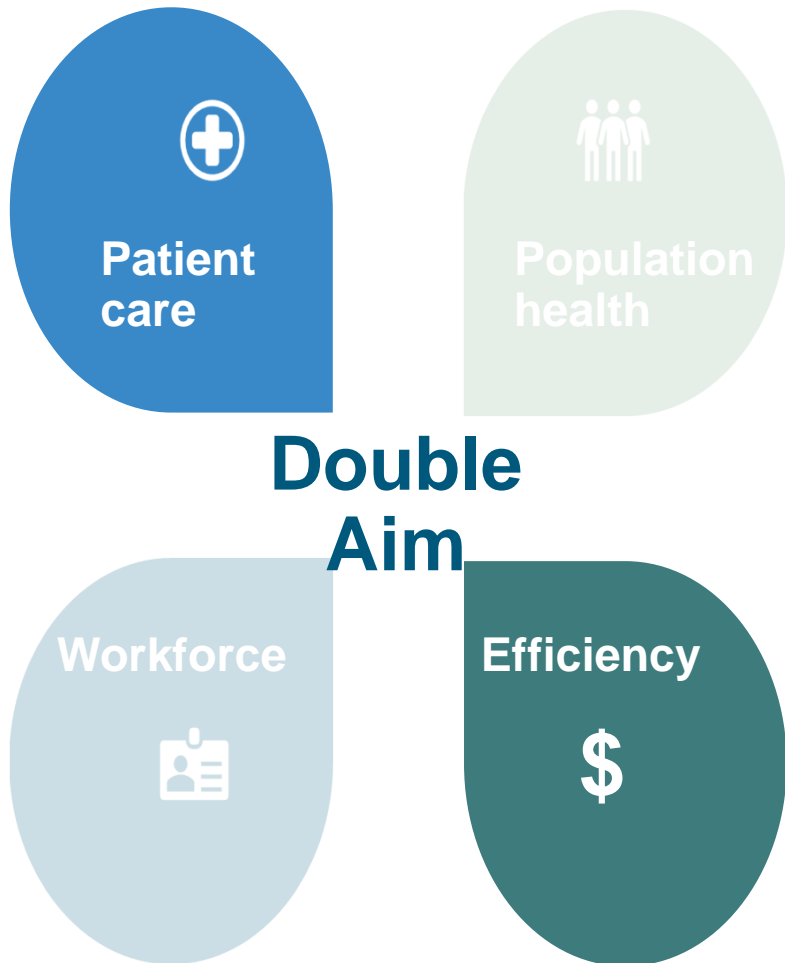 Patient
care
Population
health
Double
Aim
Workforce
Efficiency
$